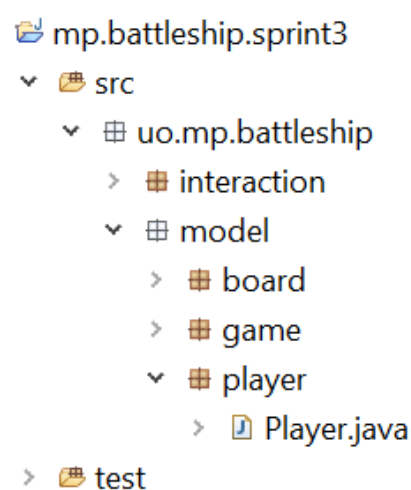 mp.battleship.sprint3
src
uo.mp.battleship
interaction
model
board
game
player
Player.java
test